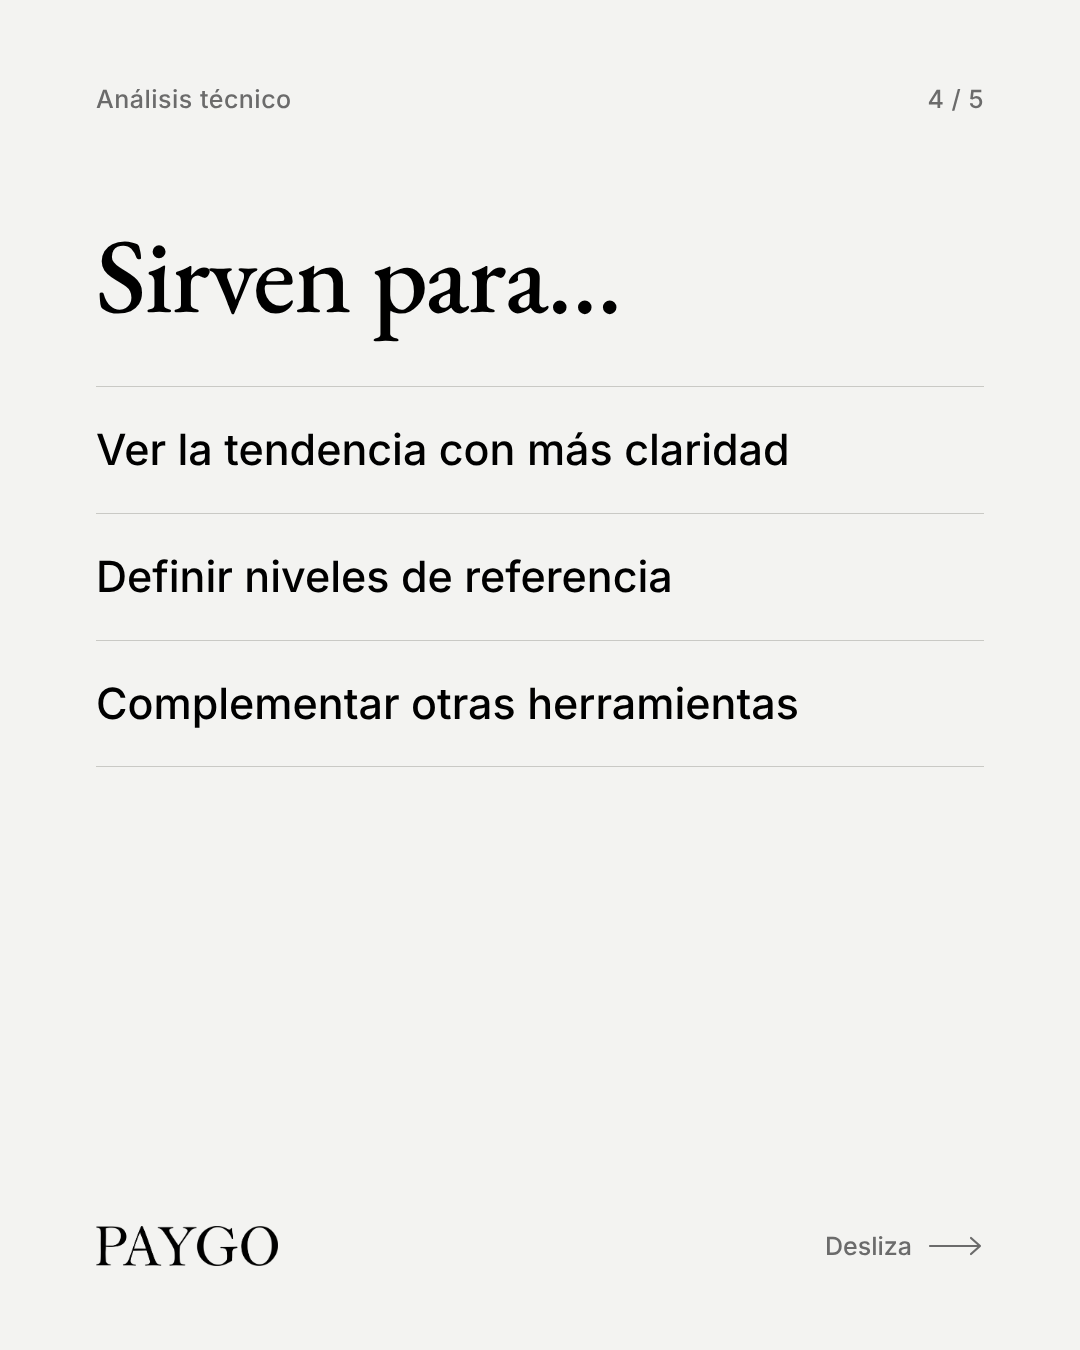 Análisis técnico
4 / 5
Sirven para...
Ver la tendencia con más claridad
Definir niveles de referencia
Complementar otras herramientas
PAYGO
Desliza